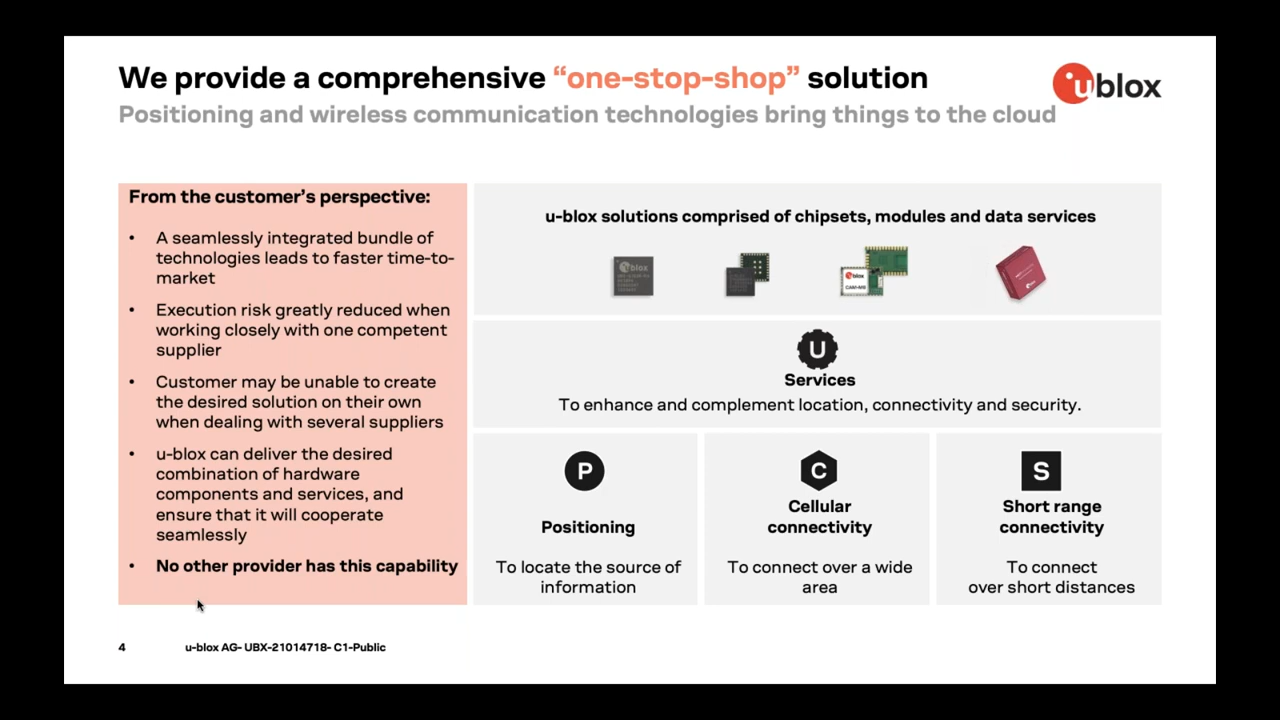 We provide a comprehensive “one-stop-shop” solution
Positioning and wireless communication technologies bring things to the cloud
ublox
From the customer’s perspective:
• A seamlessly integrated bundle of
technologies leads to faster time-to-
market
• Execution risk greatly reduced when
working closely with one competent
supplier
• Customer may be unable to create
the desired solution on their own
when dealing with several suppliers
• u-blox can deliver the desired
combination of hardware
components and services, and
ensure that it will cooperate
seamlessly
• No other provider has this capability
u-blox solutions comprised of chipsets, modules and data services
ublox
blox
CAM-M8
U
Services
To enhance and complement location, connectivity and security.
P
Positioning
To locate the source of
information
C
Cellular
connectivity
To connect over a wide
area
S
Short range
connectivity
To connect
over short distances
4
u-blox AG- UBX-21014718- C1-Public